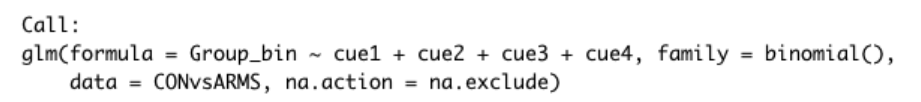 Call:
glm(formula = Group_bin ~ cue1 + cue2 + cue3 + cue4, family = binomial(),
    data = CONvsARMS, na.action = na.exclude)